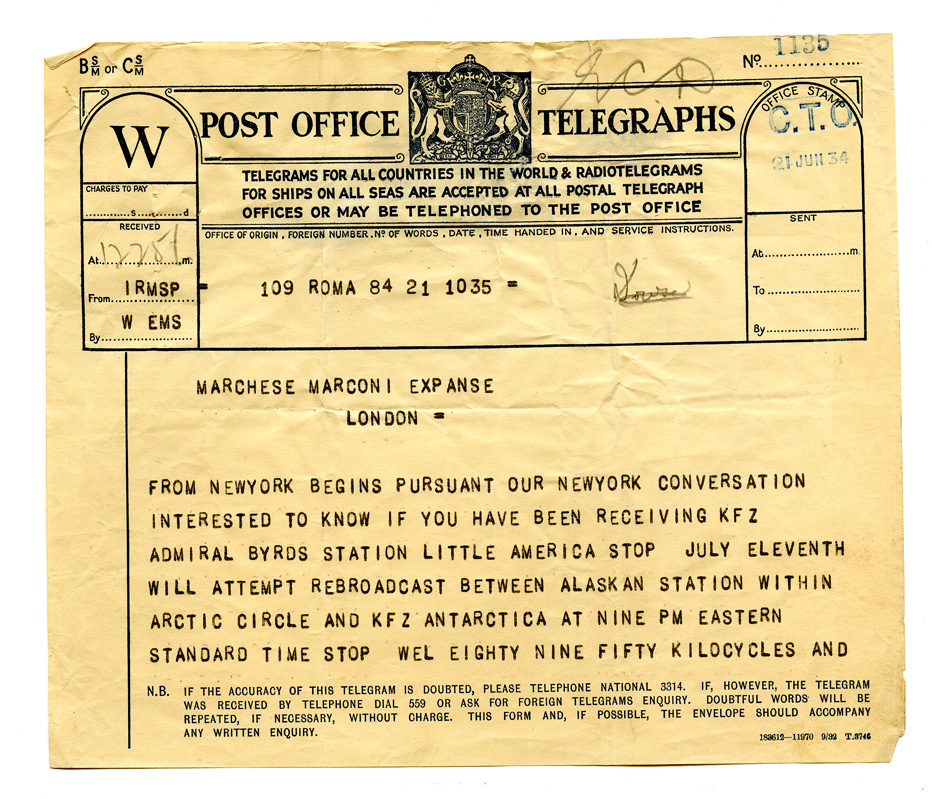 BS/M OR CS/M
No. 1135
G R
W
POST OFFICE TELEGRAPHS
OFFICE STAMP
C.T.O.
21 JUN 34
TELEGRAMS FOR ALL COUNTRIES IN THE WORLD & RADIOTELEGRAMS
FOR SHIPS ON ALL SEAS ARE ACCEPTED AT ALL POSTAL TELEGRAPH
OFFICES OR MAY BE TELEPHONED TO THE POST OFFICE
CHARGES TO PAY
s. d
RECEIVED
At m.
From IRMSP
By W EMS
OFFICE OF ORIGIN, FOREIGN NUMBER, No OF WORDS, DATE, TIME HANDED IN, AND SERVICE INSTRUCTIONS.
= 109 ROMA 84 21 1035 =
SENT
At m.
To
By
MARCHESE MARCONI EXPANSE
LONDON =
FROM NEWYORK BEGINS PURSUANT OUR NEWYORK CONVERSATION
INTERESTED TO KNOW IF YOU HAVE BEEN RECEIVING KFZ
ADMIRAL BYRDS STATION LITTLE AMERICA STOP JULY ELEVENTH
WILL ATTEMPT REBROADCAST BETWEEN ALASKAN STATION WITHIN
ARCTIC CIRCLE AND KFZ ANTARCTICA AT NINE PM EASTERN
STANDARD TIME STOP WEL EIGHTY NINE FIFTY KILOCYCLES AND
N.B. IF THE ACCURACY OF THIS TELEGRAM IS DOUBTED, PLEASE TELEPHONE NATIONAL 3314. IF, HOWEVER, THE TELEGRAM
WAS RECEIVED BY TELEPHONE DIAL 559 OR ASK FOR FOREIGN TELEGRAMS ENQUIRY. DOUBTFUL WORDS WILL BE
REPEATED, IF NECESSARY, WITHOUT CHARGE. THIS FORM AND, IF POSSIBLE, THE ENVELOPE SHOULD ACCOMPANY
ANY WRITTEN ENQUIRY.
183612—11970 9/32 T.3746